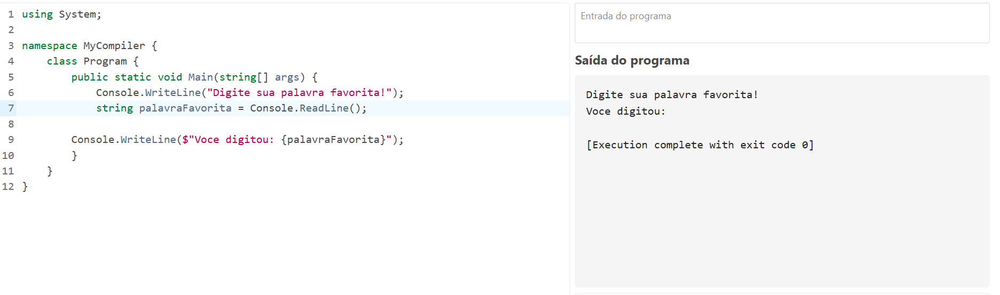 1 using System;
2
3 namespace MyCompiler {
4     class Program {
5         public static void Main(string[] args) {
6             Console.WriteLine("Digite sua palavra favorita!");
7             string palavraFavorita = Console.ReadLine();
8
9         Console.WriteLine($"Voce digitou: {palavraFavorita}");
10         }
11     }
12 }
Entrada do programa
Saída do programa
Digite sua palavra favorita!
Voce digitou:
[Execution complete with exit code 0]